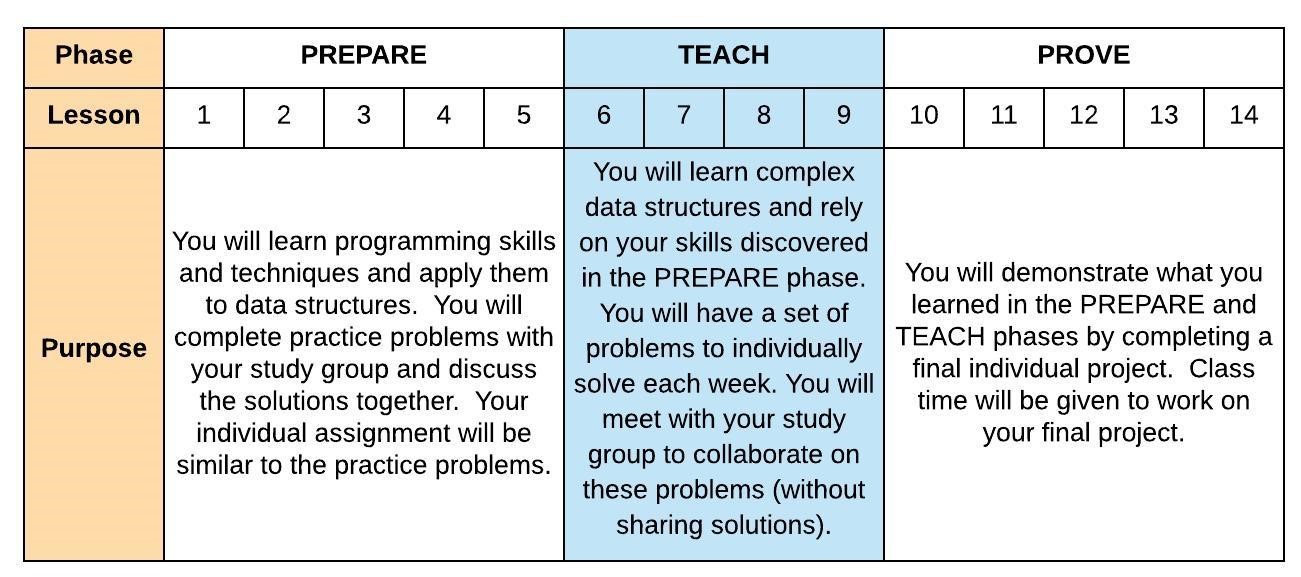 Phase PREPARE TEACH PROVE
Lesson 1 2 3 4 5 6 7 8 9 10 11 12 13 14
Purpose
You will learn programming skills
and techniques and apply them
to data structures.  You will
complete practice problems with
your study group and discuss
the solutions together.  Your
individual assignment will be
similar to the practice problems.
You will learn complex
data structures and rely
on your skills discovered
in the PREPARE phase.
You will have a set of
problems to individually
solve each week. You will
meet with your study
group to collaborate on
these problems (without
sharing solutions).
You will demonstrate what you
learned in the PREPARE and
TEACH phases by completing a
final individual project.  Class
time will be given to work on
your final project.